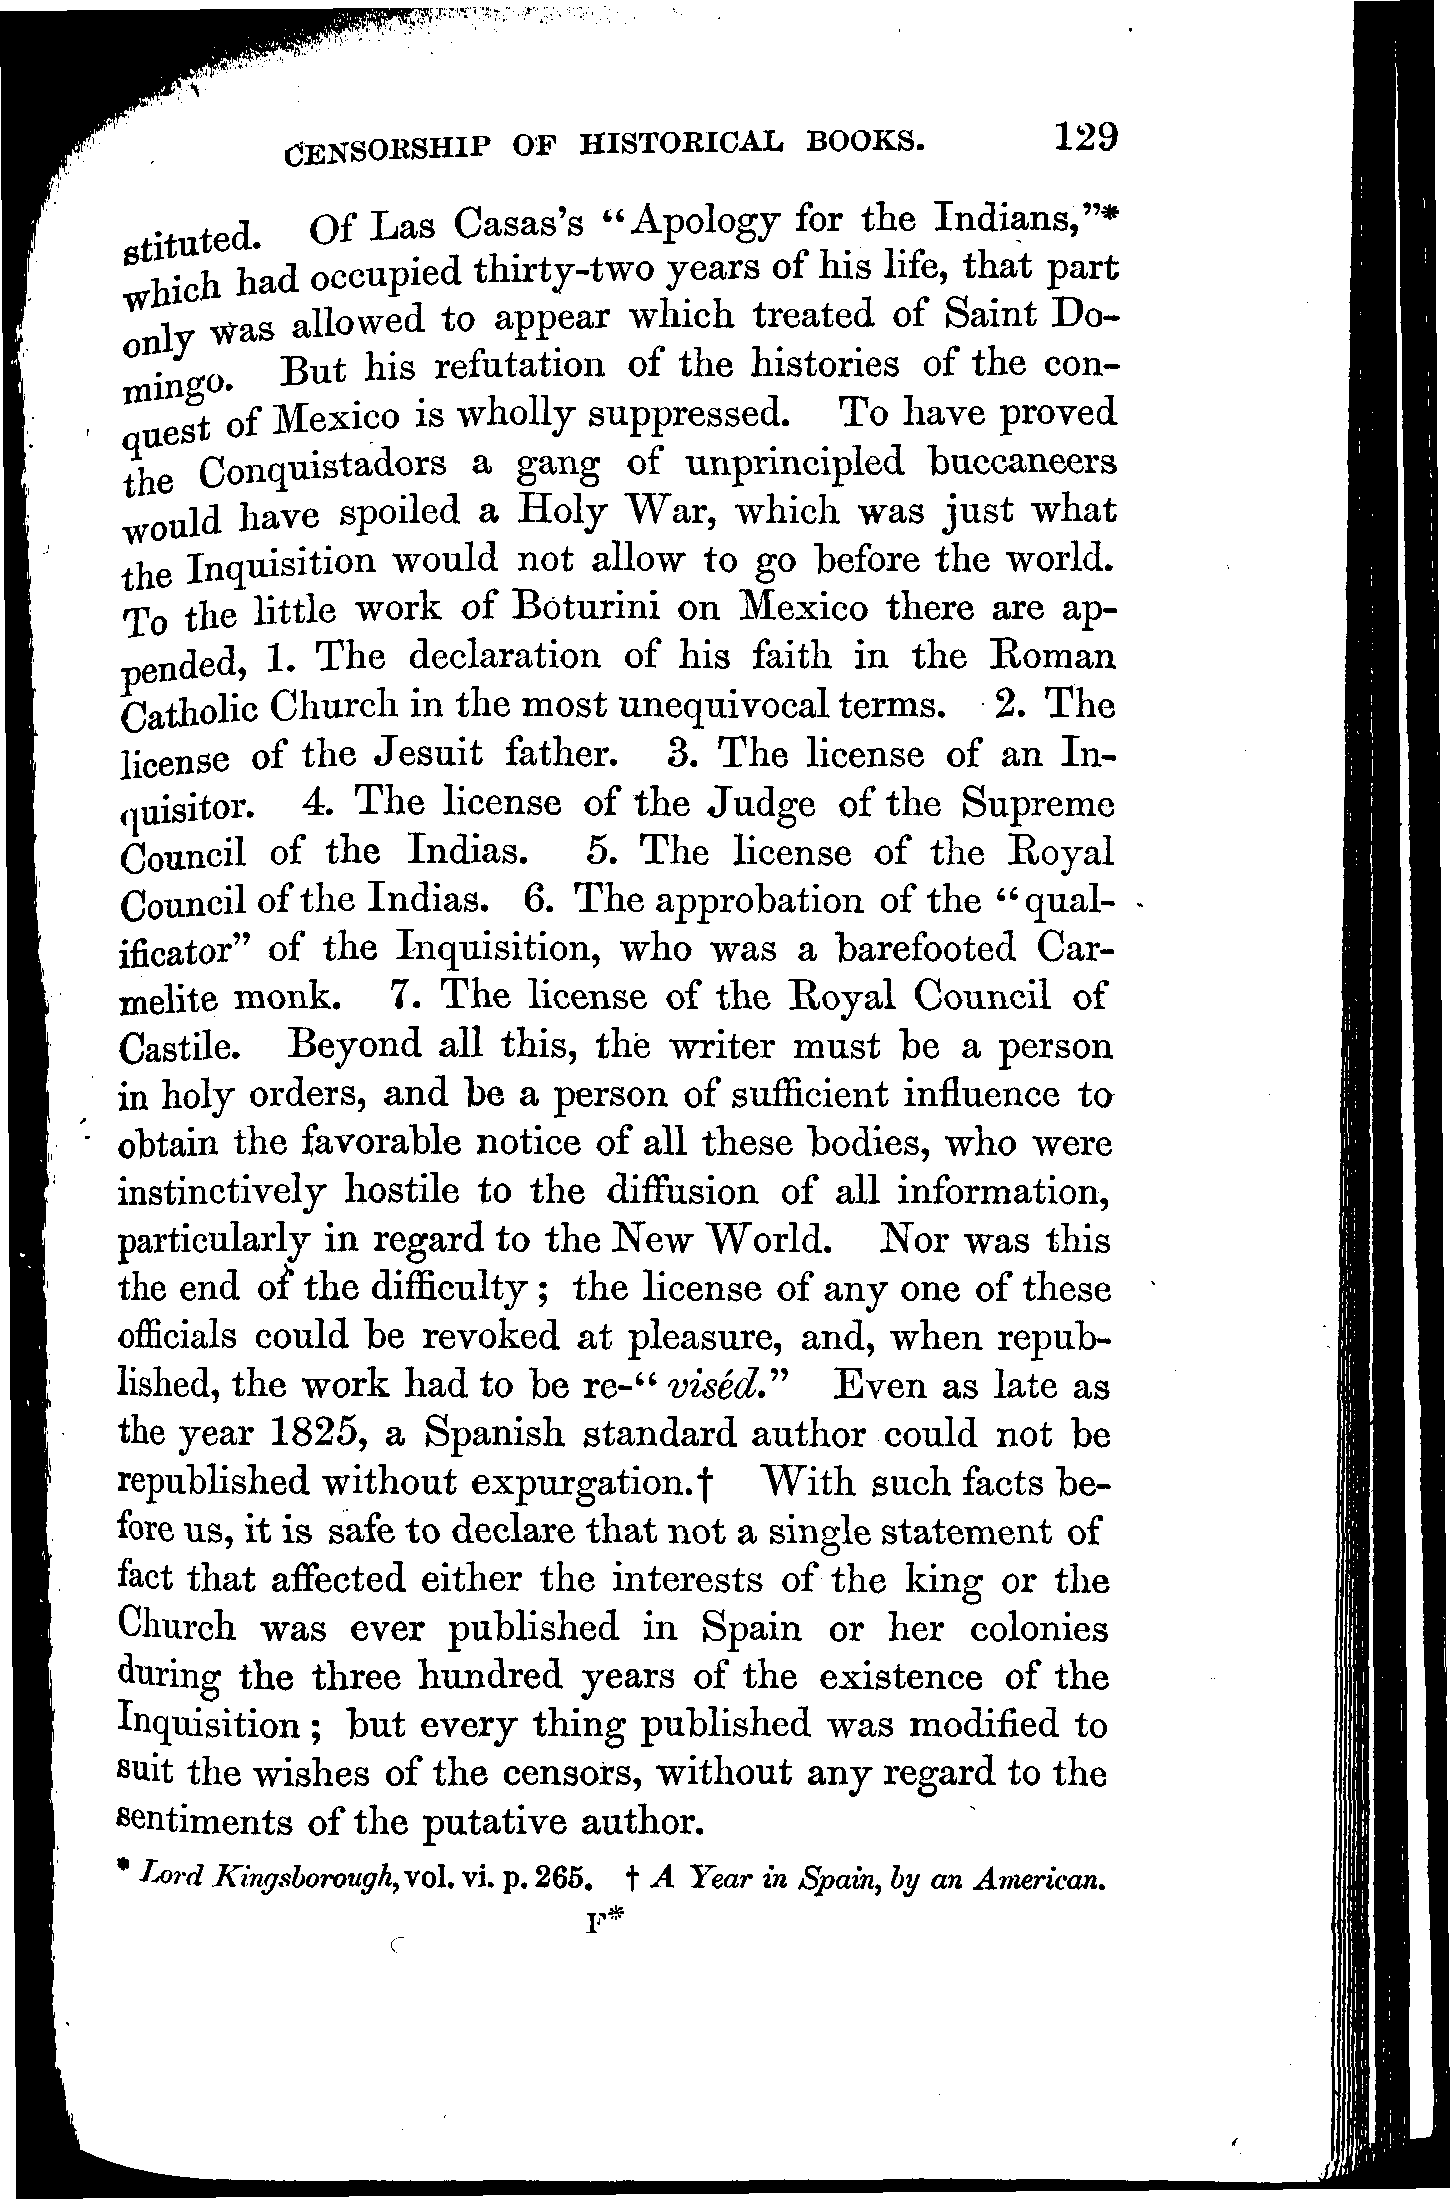 CENSORSHIP OF HISTORICAL BOOKS. 129
stituted. Of Las Casas's "Apology for the Indians,"*
which had occupied thirty-two years of his life, that part
only was allowed to appear which treated of Saint Do-
mingo. But his refutation of the histories of the con-
quest of Mexico is wholly suppressed. To have proved
the Conquistadors a gang of unprincipled buccaneers
would have spoiled a Holy War, which was just what
the Inquisition would not allow to go before the world.
To the little work of Boturini on Mexico there are ap-
pended, 1. The declaration of his faith in the Roman
Catholic Church in the most unequivocal terms. 2. The
license of the Jesuit father. 3. The license of an In-
quisitor. 4. The license of the Judge of the Supreme
Council of the Indias. 5. The license of the Royal
Council of the Indias. 6. The approbation of the "qual-
ificator" of the Inquisition, who was a barefooted Car-
melite monk. 7. The license of the Royal Council of
Castile. Beyond all this, the writer must be a person
in holy orders, and be a person of sufficient influence to
obtain the favorable notice of all these bodies, who were
instinctively hostile to the diffusion of all information,
particularly in regard to the New World. Nor was this
the end of the difficulty; the license of any one of these
officials could be revoked at pleasure, and, when repub-
lished, the work had to be re-"viséd." Even as late as
the year 1825, a Spanish standard author could not be
republished without expurgation.† With such facts be-
fore us, it is safe to declare that not a single statement of
fact that affected either the interests of the king or the
Church was ever published in Spain or her colonies
during the three hundred years of the existence of the
Inquisition; but every thing published was modified to
suit the wishes of the censors, without any regard to the
sentiments of the putative author.
* Lord Kingsborough, vol. vi. p. 265. † A Year in Spain, by an American.
F*